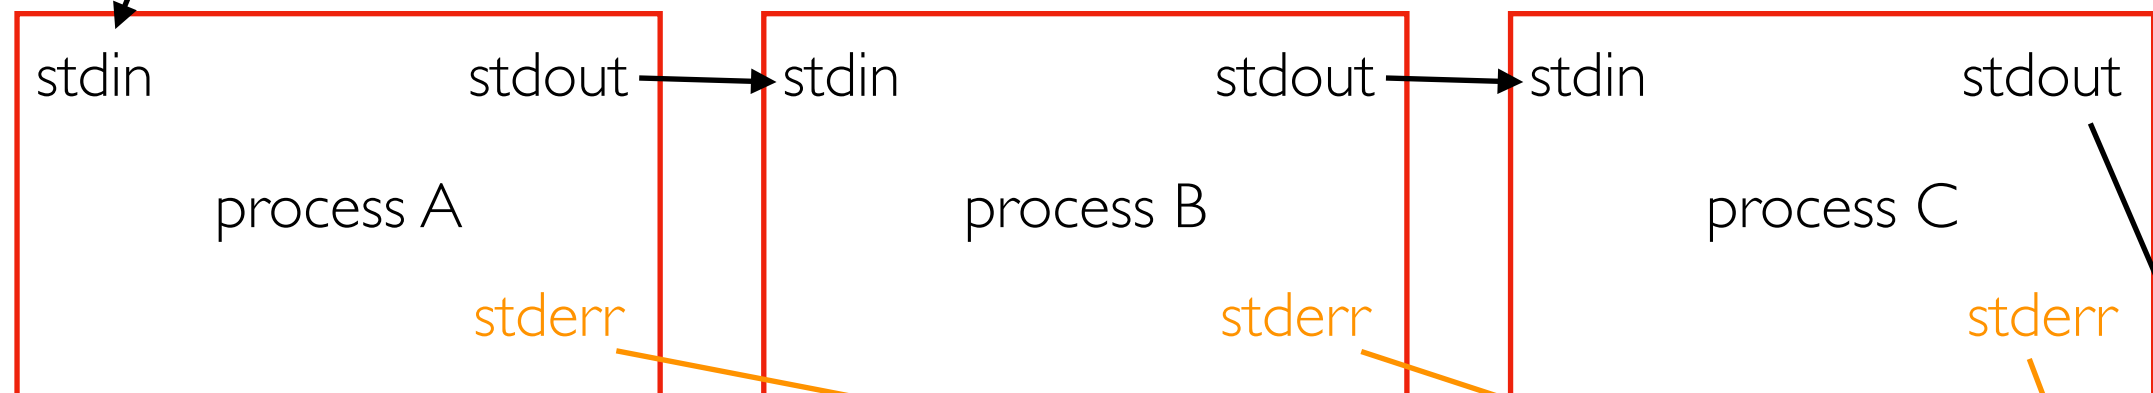 stdin stdout stdin stdout stdin stdout
process A process B process C
stderr stderr stderr